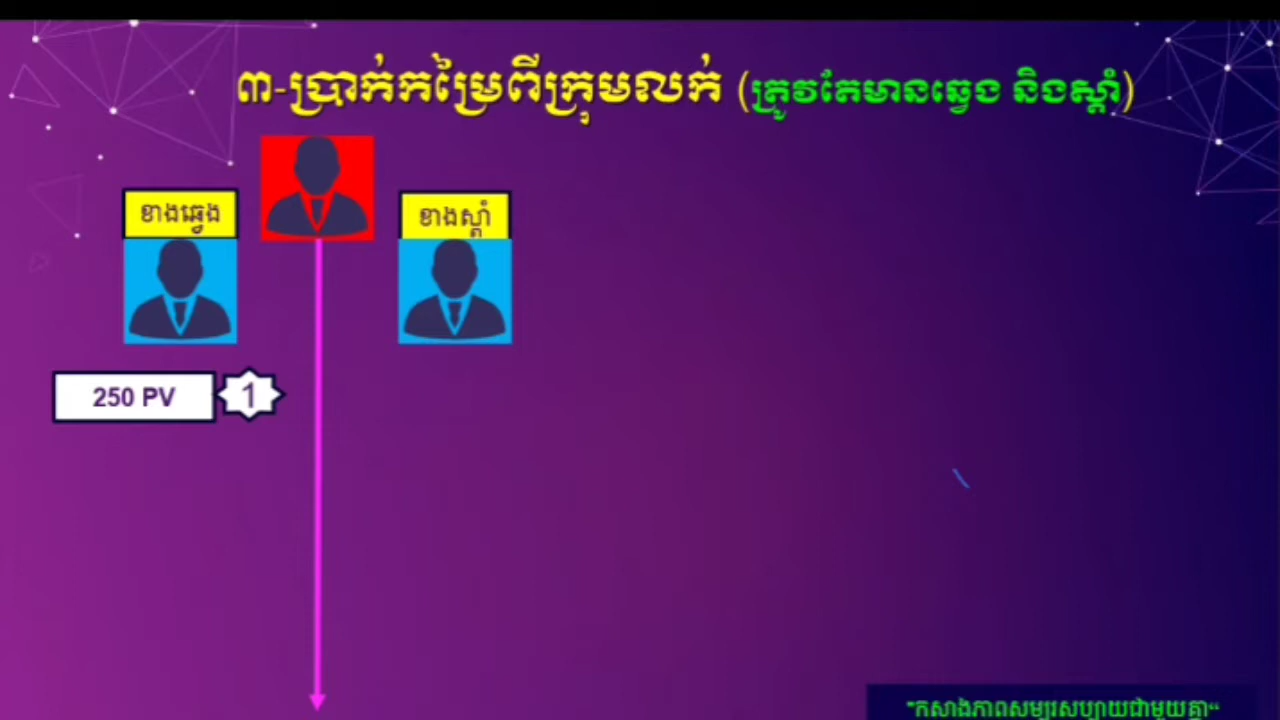 ៣-ប្រាក់កម្រៃពីក្រុមលក់ (ត្រូវតែមានឆ្វេង និងស្តាំ)
ខាងឆ្វេង
ខាងស្តាំ
250 PV 1
"កសាងភាពសម្បូរសប្បាយជាមួយគ្នា"